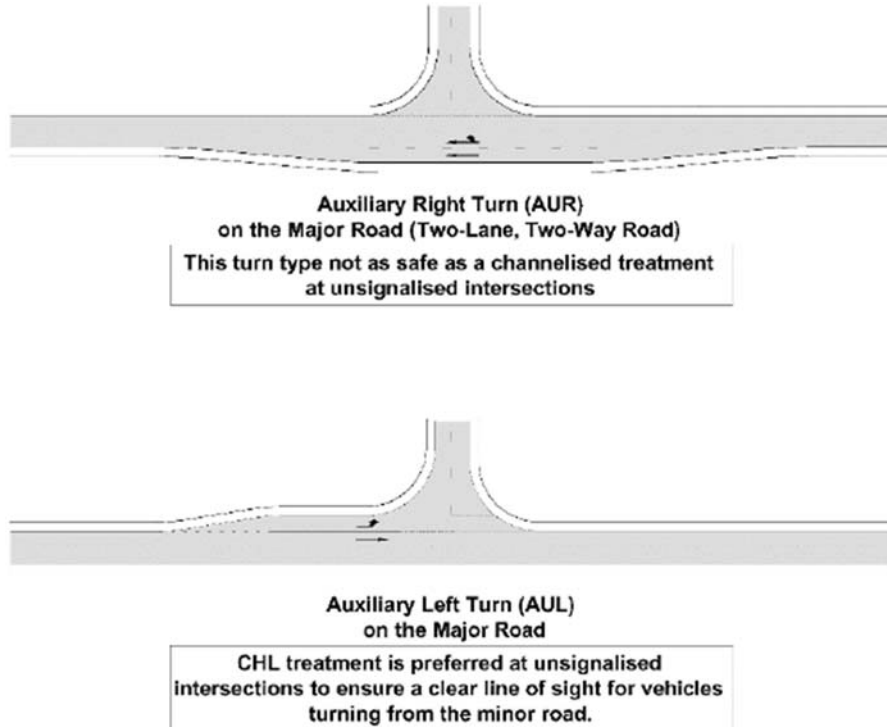 Auxiliary Right Turn (AUR)
on the Major Road (Two-Lane, Two-Way Road)
This turn type not as safe as a channelised treatment
at unsignalised intersections
Auxiliary Left Turn (AUL)
on the Major Road
CHL treatment is preferred at unsignalised
intersections to ensure a clear line of sight for vehicles
turning from the minor road.